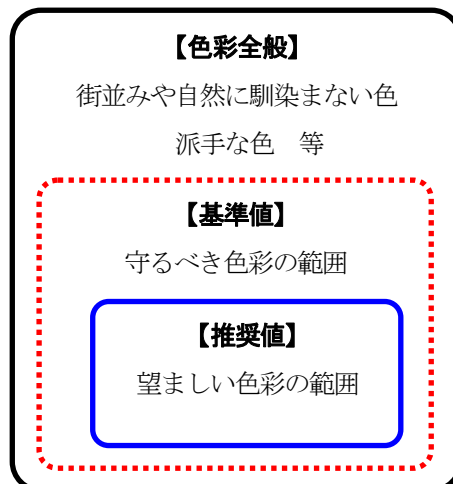 【色彩全般】
街並みや自然に馴染まない色
派手な色　等
【基準値】
守るべき色彩の範囲
【推奨値】
望ましい色彩の範囲